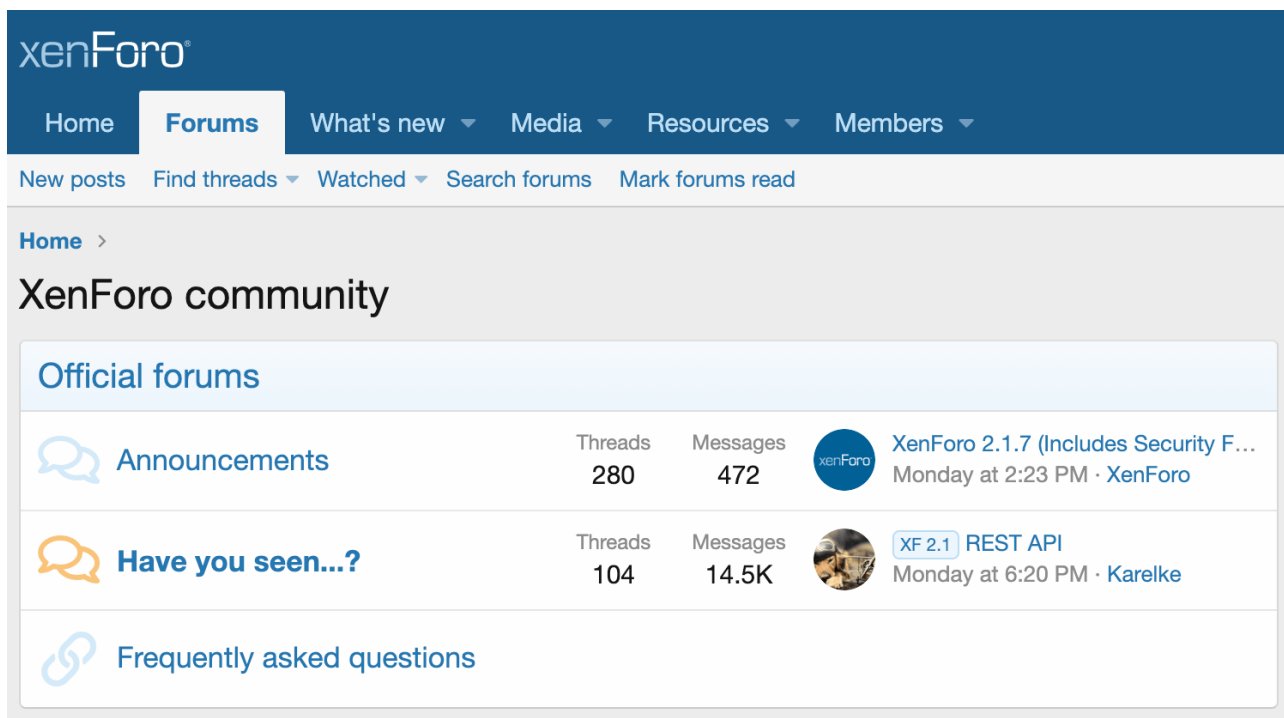 xenForo®
Home Forums What's new Media Resources Members
New posts Find threads Watched Search forums Mark forums read
Home >
XenForo community
Official forums
Announcements
Threads
280
Messages
472
xenForo
XenForo 2.1.7 (Includes Security F…
Monday at 2:23 PM · XenForo
Have you seen...?
Threads
104
Messages
14.5K
XF 2.1 REST API
Monday at 6:20 PM · Karelke
Frequently asked questions